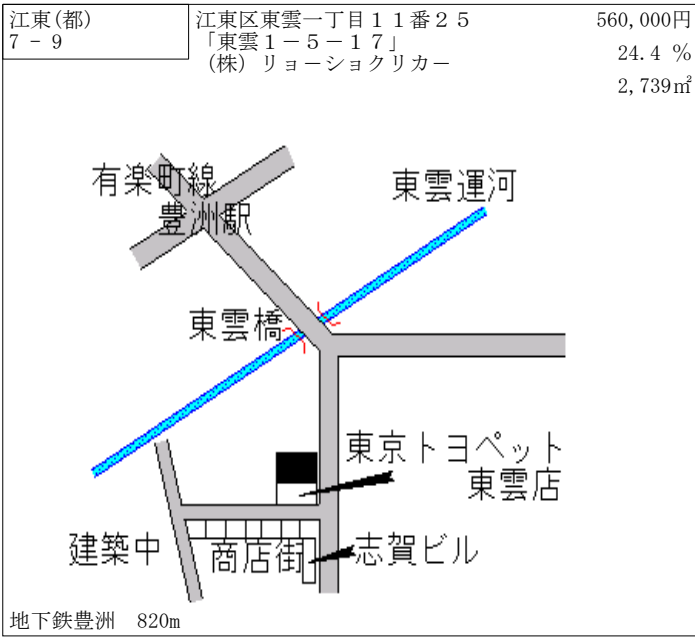 江東(都)
7 - 9
江東区東雲一丁目11番25
「東雲1-5-17」
(株) リョーショクリカー
560,000円
24.4 %
2,739㎡
有楽町線
豊洲駅
東雲運河
東雲橋
東京トヨペット
東雲店
建築中
商店街
志賀ビル
地下鉄豊洲 820m